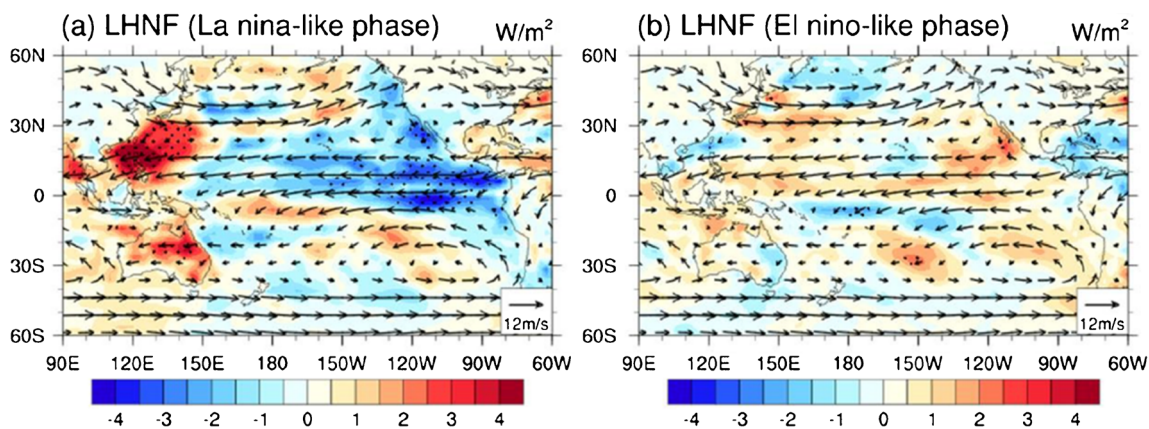 (a) LHNF (La nina-like phase) W/m²
60N
30N
0
30S
60S
90E 120E 150E 180 150W 120W 90W 60W
12m/s
-4 -3 -2 -1 0 1 2 3 4
(b) LHNF (El nino-like phase) W/m²
60N
30N
0
30S
60S
90E 120E 150E 180 150W 120W 90W 60W
12m/s
-4 -3 -2 -1 0 1 2 3 4